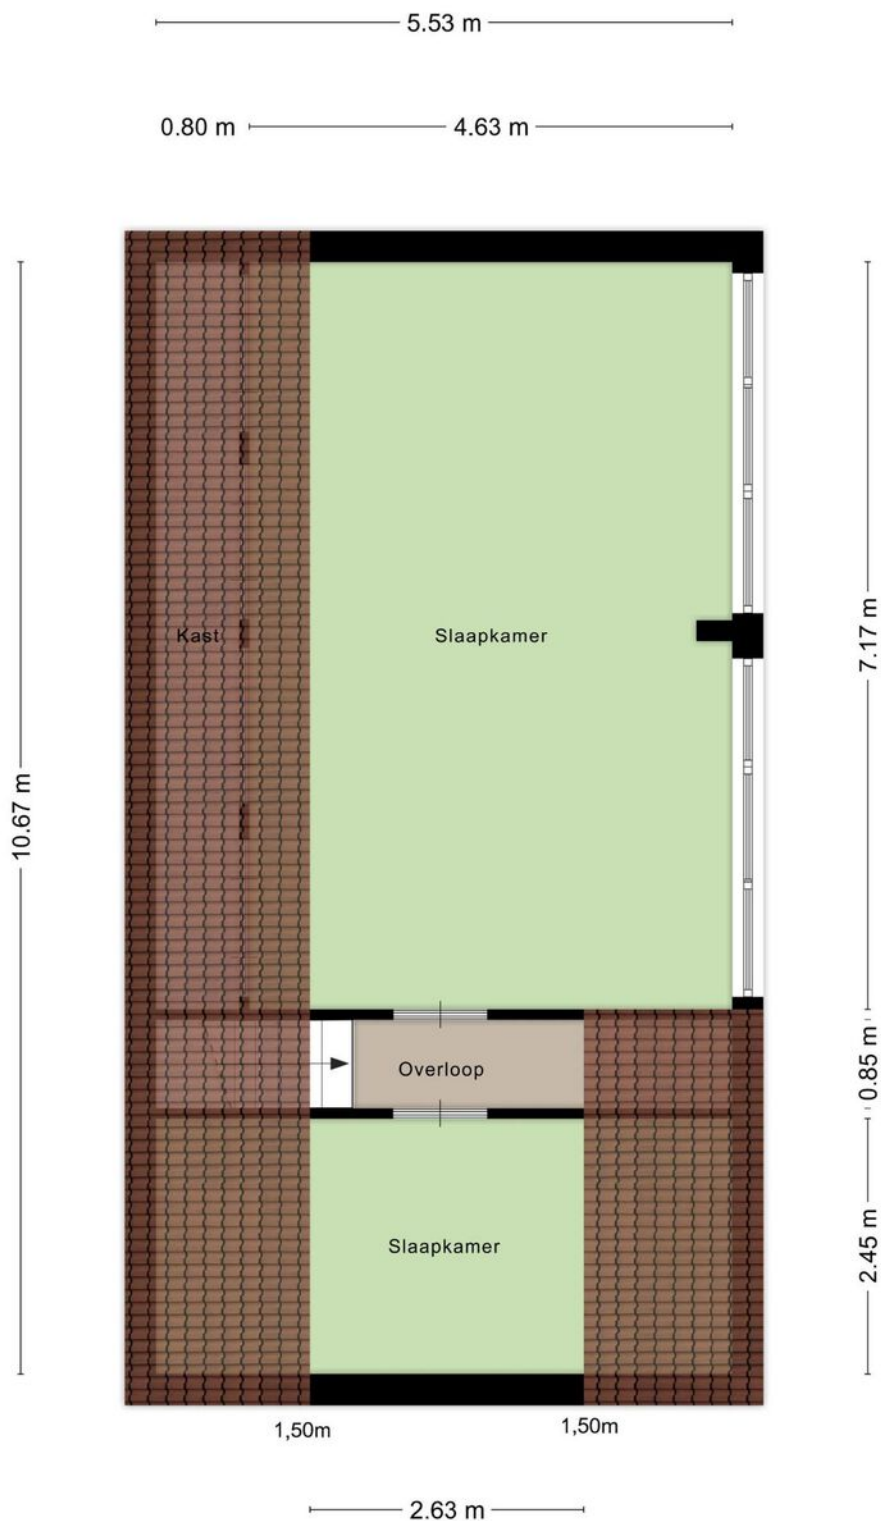 5.53 m
0.80 m
4.63 m
10.67 m
7.17 m
Kast
Slaapkamer
0.85 m
Overloop
2.45 m
Slaapkamer
1,50m
1,50m
2.63 m